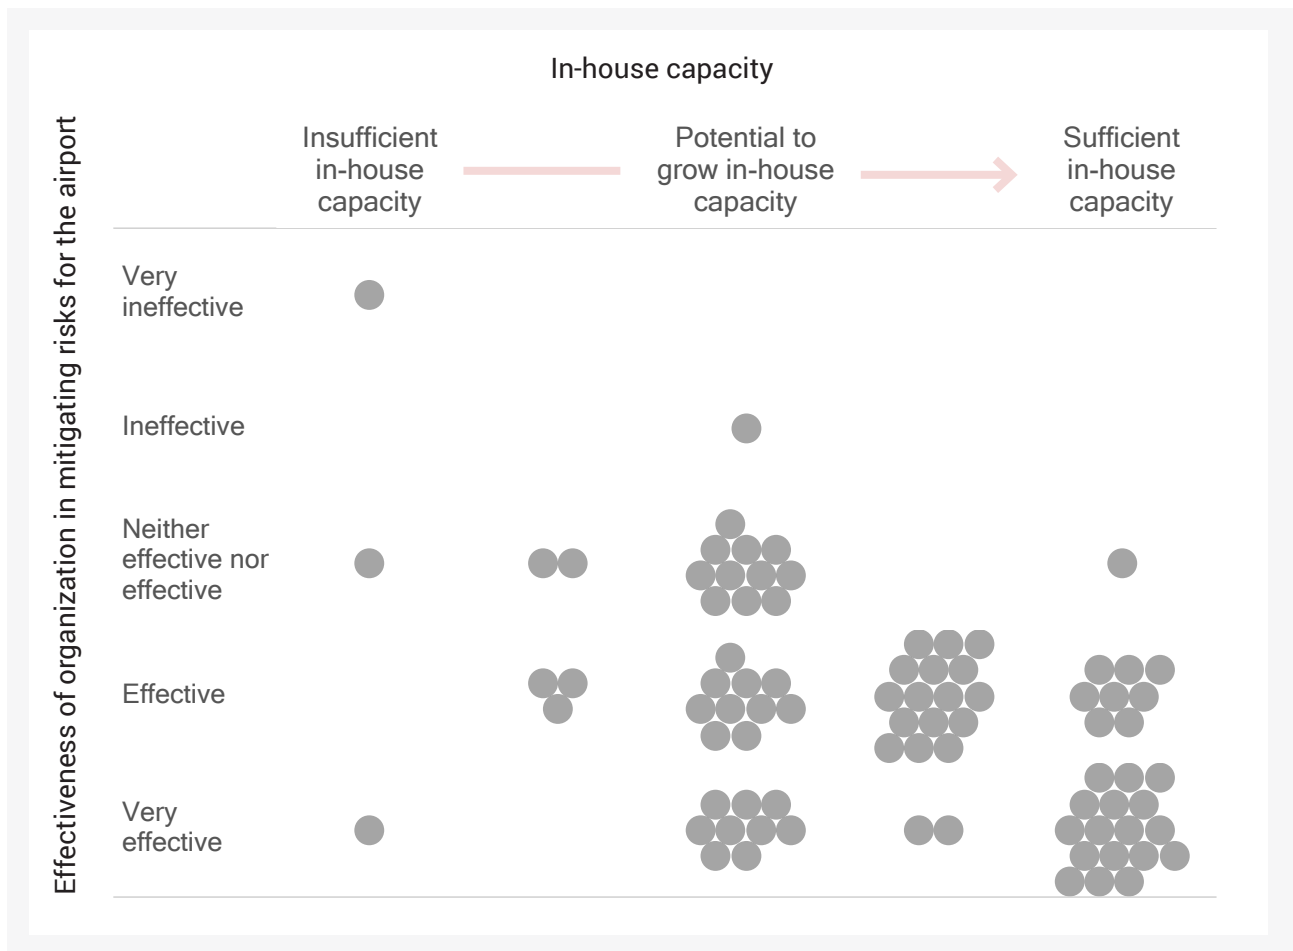 In-house capacity
Effectiveness of organization in mitigating risks for the airport
Insufficient
in-house
capacity
Potential to
grow in-house
capacity
Sufficient
in-house
capacity
Very
ineffective
Ineffective
Neither
effective nor
effective
Effective
Very
effective